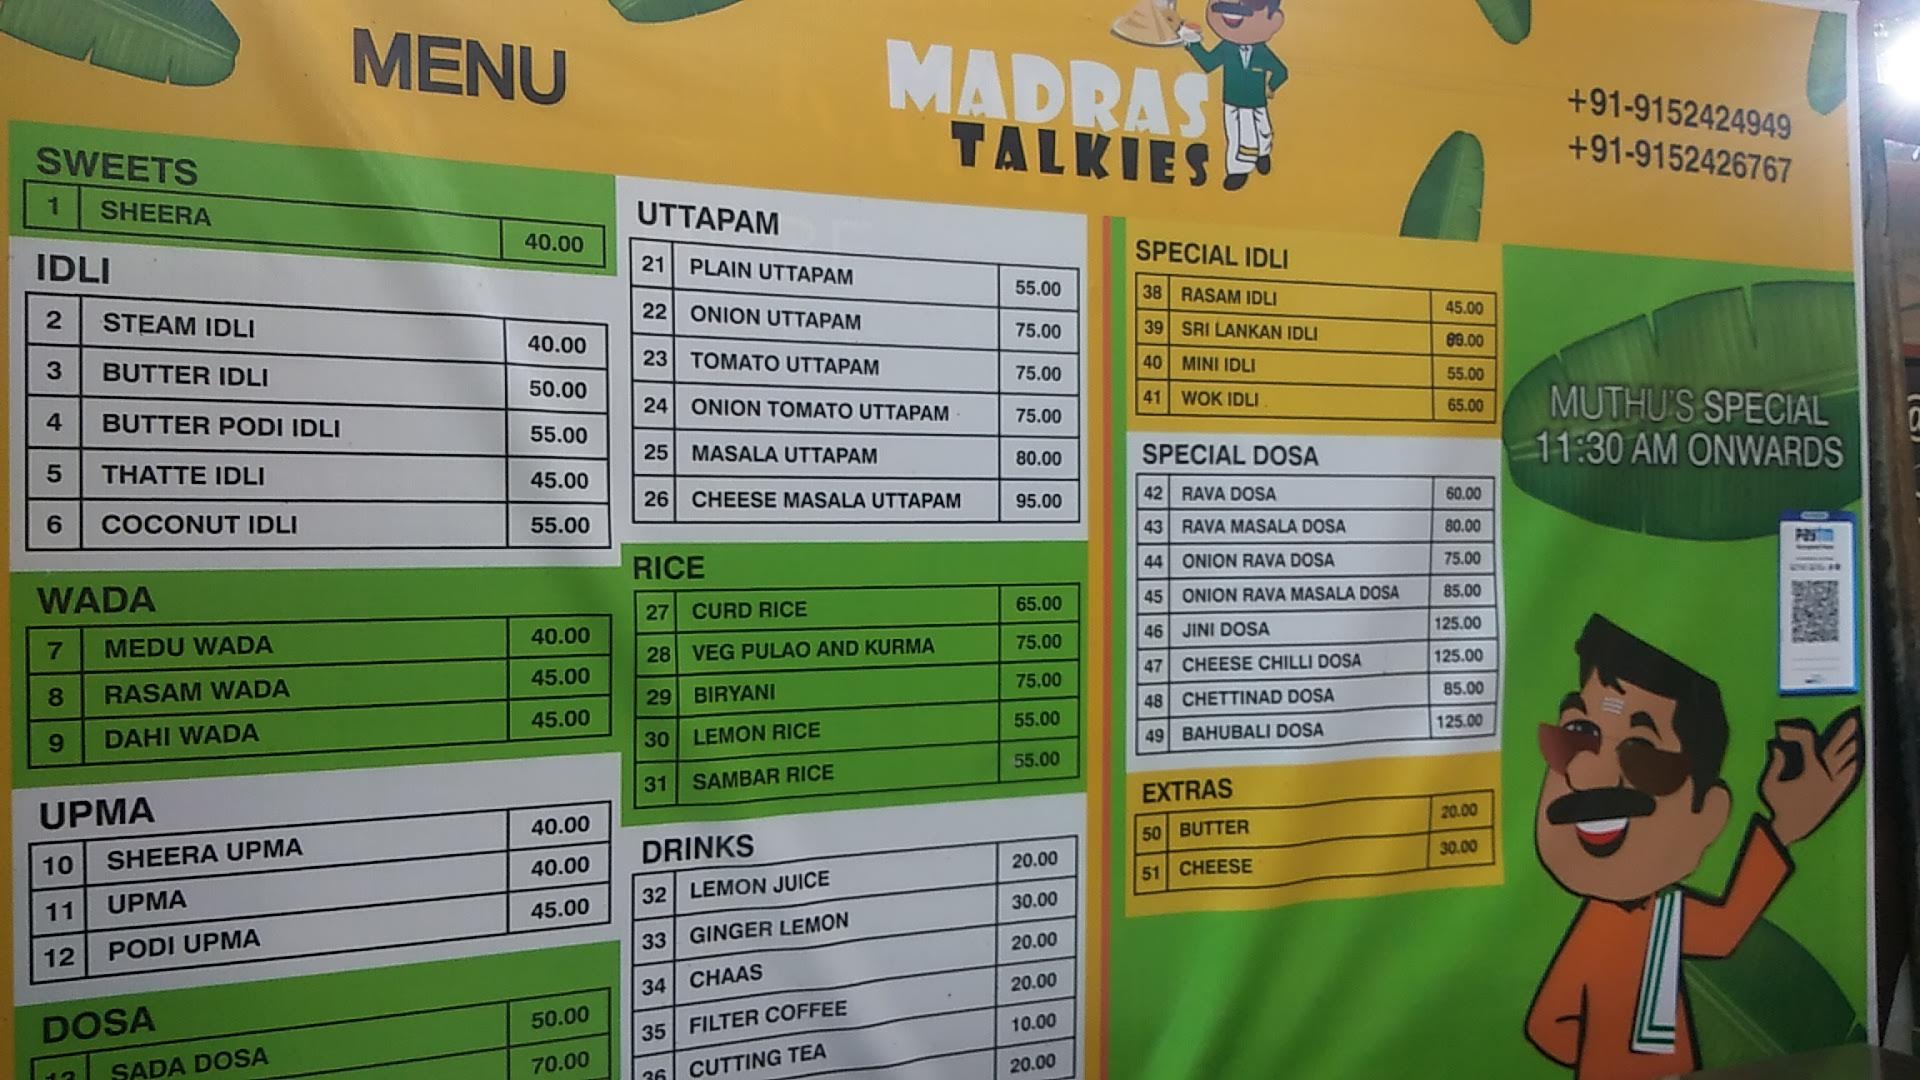 MENU
MADRAS
TALKIES
+91-9152424949
+91-9152426767
SWEETS
1 SHEERA 40.00
IDLI
2 STEAM IDLI 40.00
3 BUTTER IDLI 50.00
4 BUTTER PODI IDLI 55.00
5 THATTE IDLI 45.00
6 COCONUT IDLI 55.00
WADA
7 MEDU WADA 40.00
8 RASAM WADA 45.00
9 DAHI WADA 45.00
UPMA
10 SHEERA UPMA 40.00
11 UPMA 40.00
12 PODI UPMA 45.00
DOSA
13 SADA DOSA 50.00
70.00
UTTAPAM
21 PLAIN UTTAPAM 55.00
22 ONION UTTAPAM 75.00
23 TOMATO UTTAPAM 75.00
24 ONION TOMATO UTTAPAM 75.00
25 MASALA UTTAPAM 80.00
26 CHEESE MASALA UTTAPAM 95.00
RICE
27 CURD RICE 65.00
28 VEG PULAO AND KURMA 75.00
29 BIRYANI 75.00
30 LEMON RICE 55.00
31 SAMBAR RICE 55.00
DRINKS
32 LEMON JUICE 20.00
33 GINGER LEMON 30.00
34 CHAAS 20.00
35 FILTER COFFEE 20.00
36 CUTTING TEA 10.00
20.00
SPECIAL IDLI
38 RASAM IDLI 45.00
39 SRI LANKAN IDLI
40 MINI IDLI 55.00
41 WOK IDLI 65.00
SPECIAL DOSA
42 RAVA DOSA 60.00
43 RAVA MASALA DOSA 80.00
44 ONION RAVA DOSA 75.00
45 ONION RAVA MASALA DOSA 85.00
46 JINI DOSA 125.00
47 CHEESE CHILLI DOSA 125.00
48 CHETTINAD DOSA 85.00
49 BAHUBALI DOSA 125.00
EXTRAS
50 BUTTER 20.00
51 CHEESE 30.00
MUTHU'S SPECIAL
11:30 AM ONWARDS
paytm